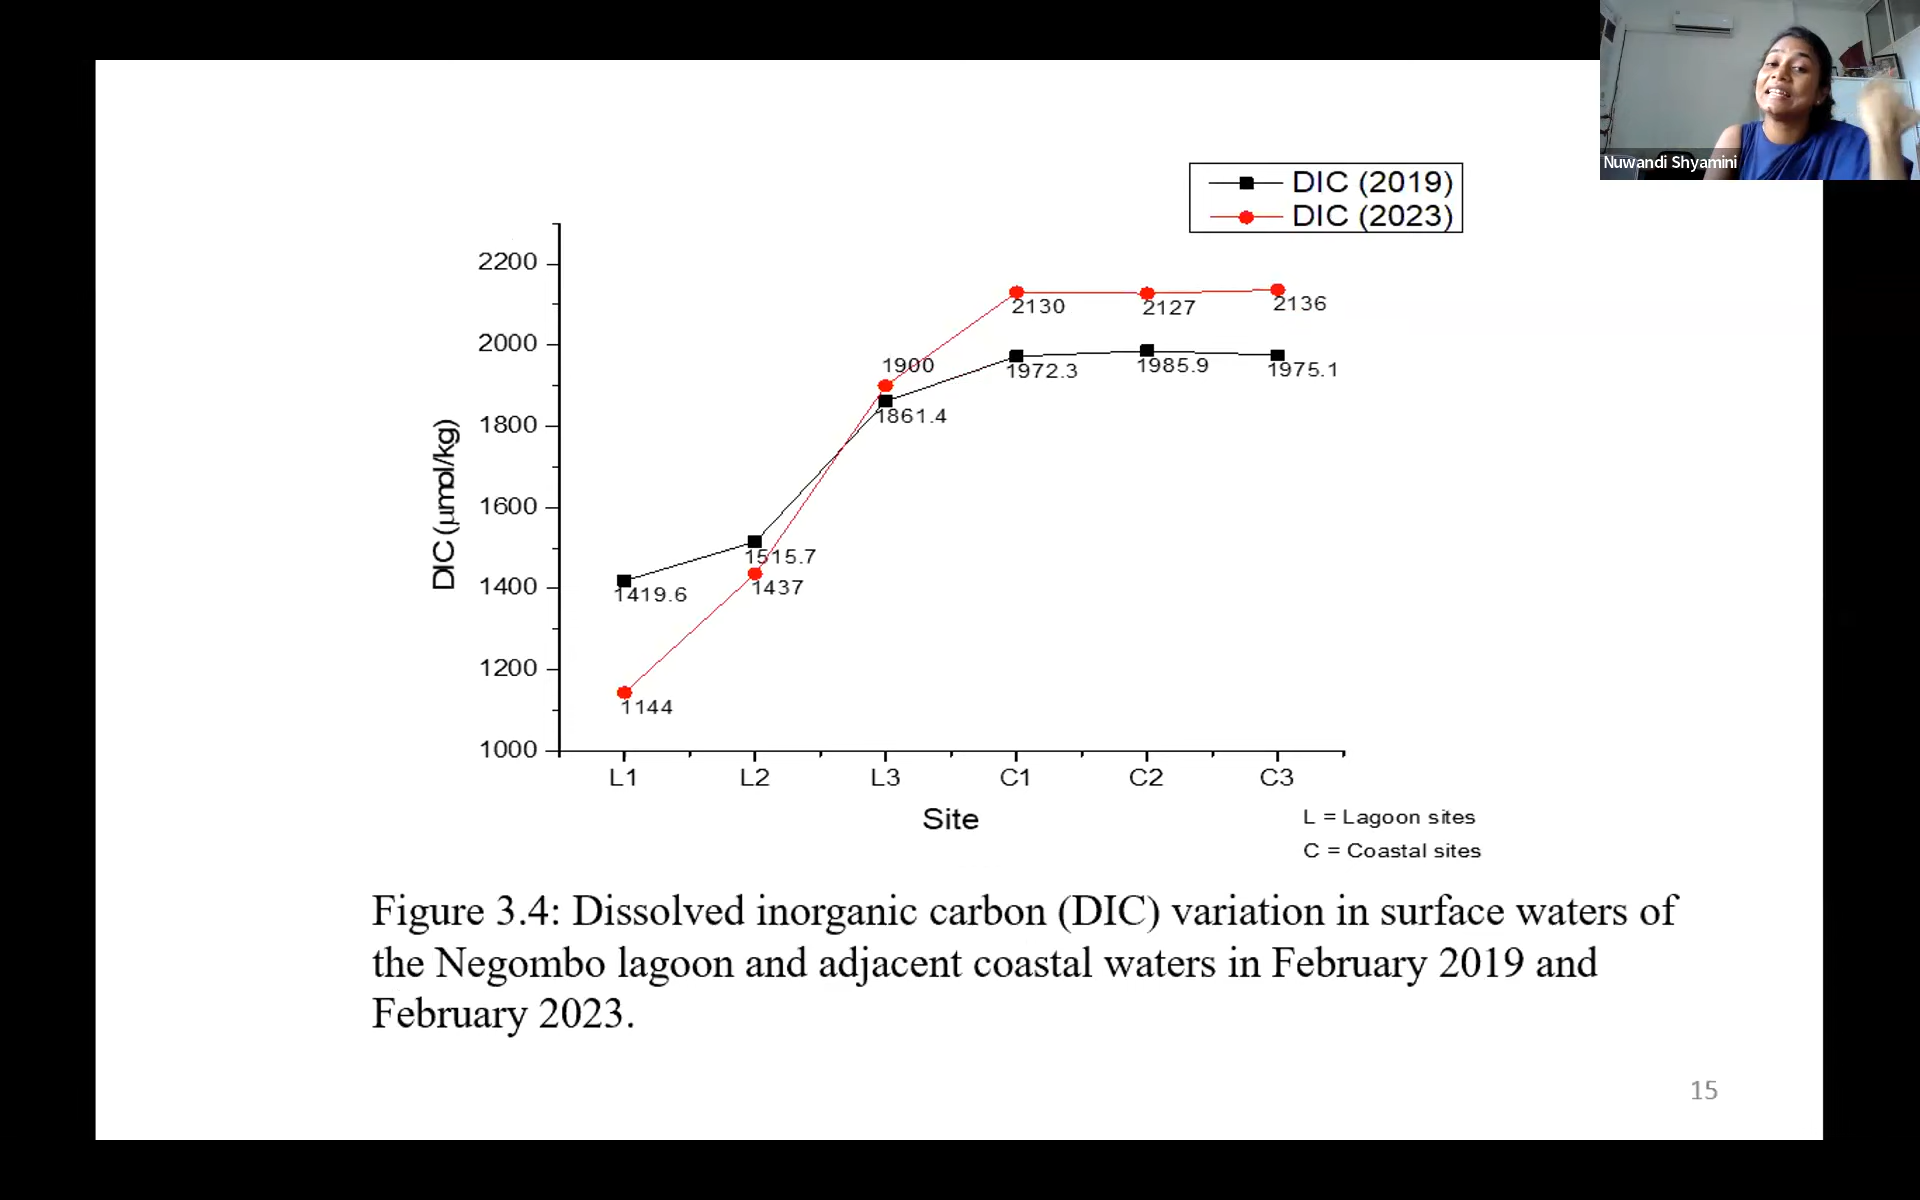 Nuwandi Shyamini
DIC (2019)
DIC (2023)
2200
2000
1800
1600
1400
1200
1000
DIC (µmol/kg)
2130
2127
2136
1900
1972.3
1985.9
1975.1
1861.4
1515.7
1437
1419.6
1144
L1 L2 L3 C1 C2 C3
Site
L = Lagoon sites
C = Coastal sites
Figure 3.4: Dissolved inorganic carbon (DIC) variation in surface waters of
the Negombo lagoon and adjacent coastal waters in February 2019 and
February 2023.
15